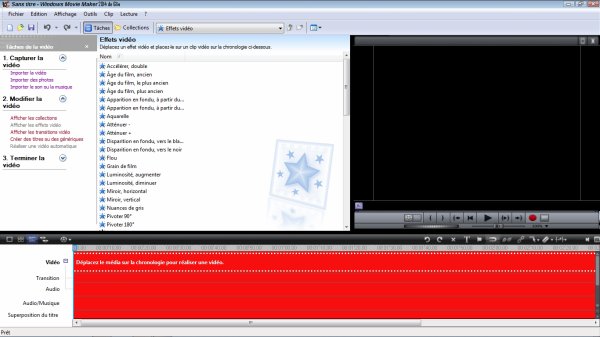 Sans titre - Windows Movie Maker
Fichier Edition Affichage Outils Clip Lecture ?
Tâches Collections Effets vidéo
Tâches de la vidéo
1. Capturer la vidéo
Importer la vidéo
Importer des photos
Importer le son ou la musique
2. Modifier la vidéo
Afficher les collections
Afficher les effets vidéo
Afficher les transitions vidéo
Créer des titres ou des génériques
Réaliser une vidéo automatique
3. Terminer la vidéo
Effets vidéo
Déplacez un effet vidéo et placez-le sur un clip vidéo sur la chronologie ci-dessous.
Nom
Accélérer, double
Âge du film, ancien
Âge du film, le plus ancien
Âge du film, plus ancien
Apparition en fondu, à partir du...
Apparition en fondu, à partir du...
Aquarelle
Atténuer -
Atténuer +
Disparition en fondu, vers le bla...
Disparition en fondu, vers le noir
Flou
Grain de film
Luminosité, augmenter
Luminosité, diminuer
Miroir, horizontal
Miroir, vertical
Nuances de gris
Pivoter 90°
Pivoter 180°
Vidéo
Déplacez le média sur la chronologie pour réaliser une vidéo.
Transition
Audio
Audio/Musique
Superposition du titre
Prêt